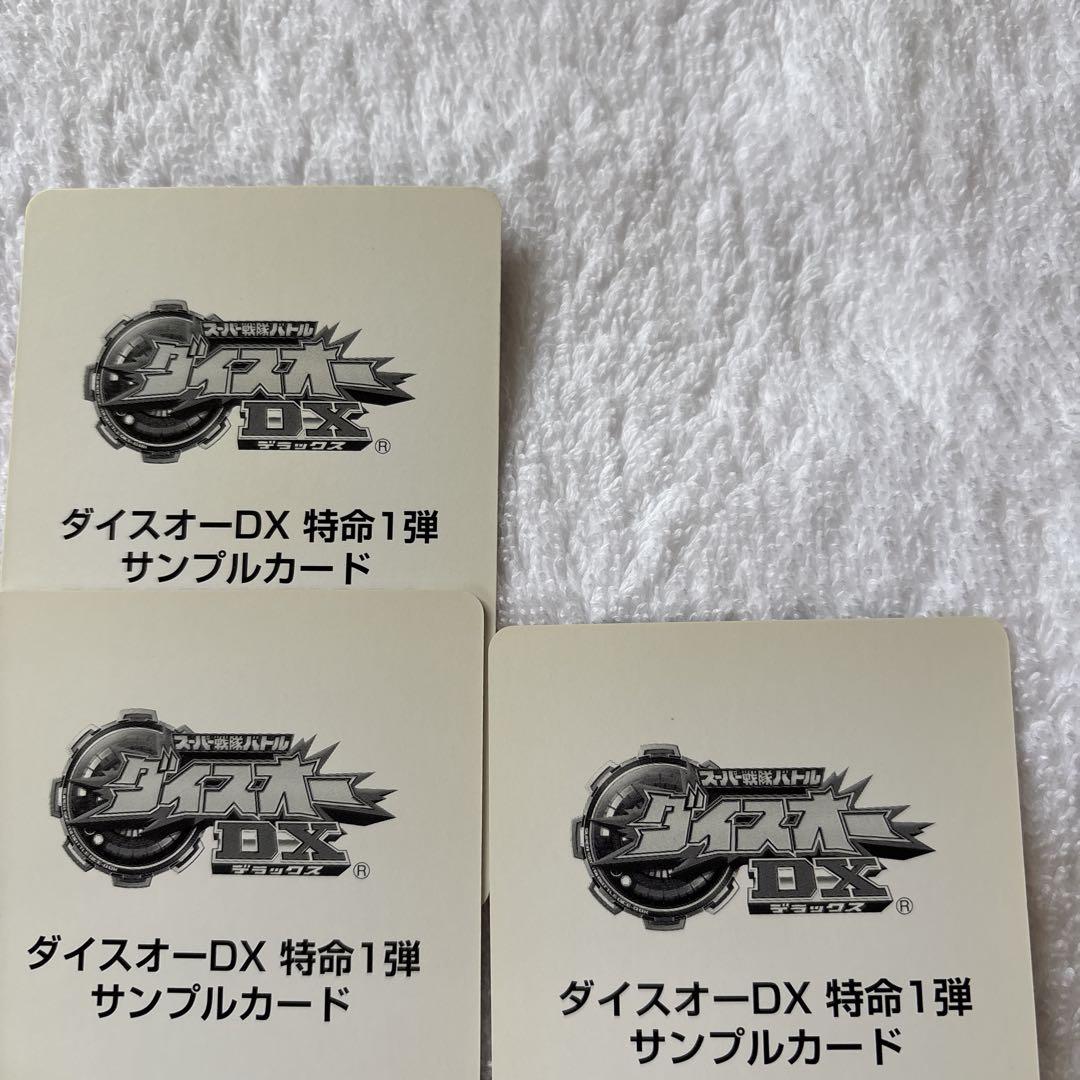 スーパー戦隊バトル
ダイスオー
DX
デラックス ®
ダイスオーDX 特命1弾
サンプルカード
スーパー戦隊バトル
ダイスオー
DX
デラックス ®
ダイスオーDX 特命1弾
サンプルカード
スーパー戦隊バトル
ダイスオー
DX
デラックス ®
ダイスオーDX 特命1弾
サンプルカード